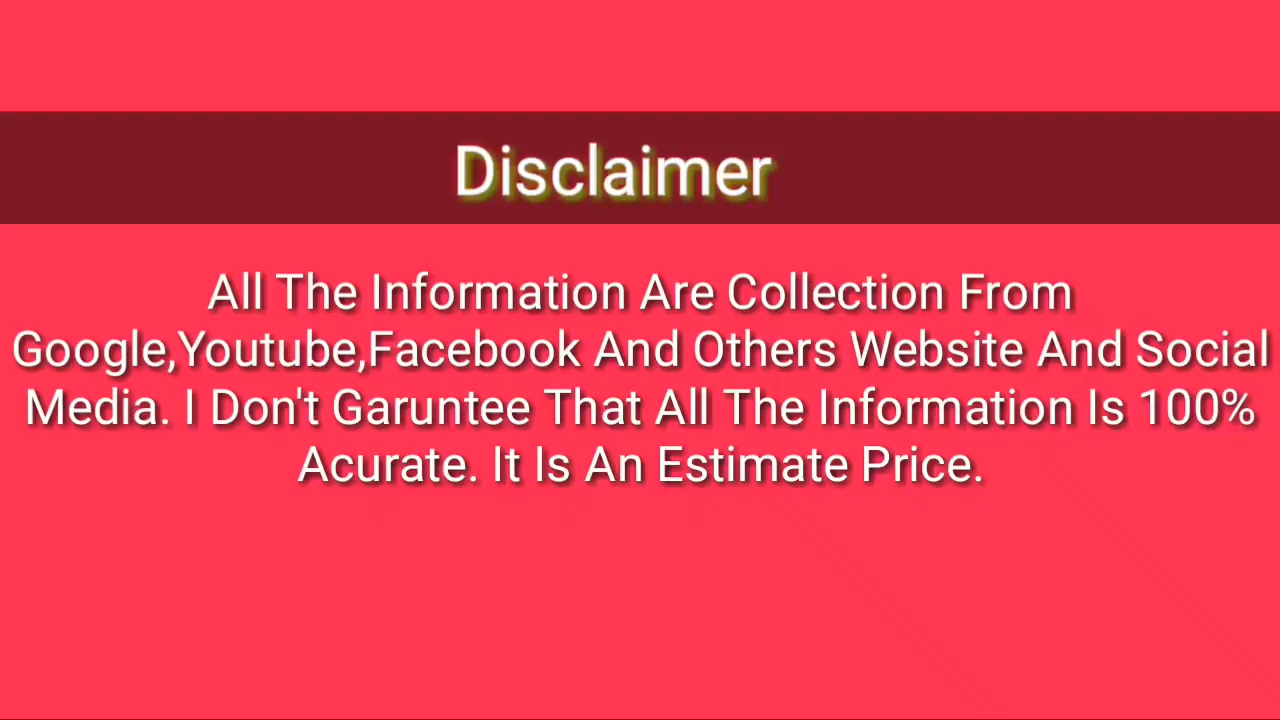 Disclaimer
All The Information Are Collection From
Google,Youtube,Facebook And Others Website And Social
Media. I Don't Garuntee That All The Information Is 100%
Acurate. It Is An Estimate Price.